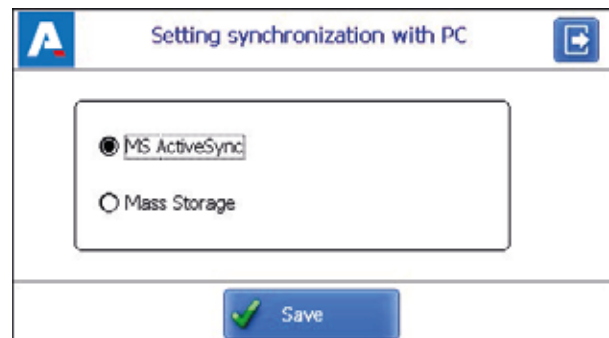 A
Setting synchronization with PC
MS ActiveSync
Mass Storage
Save